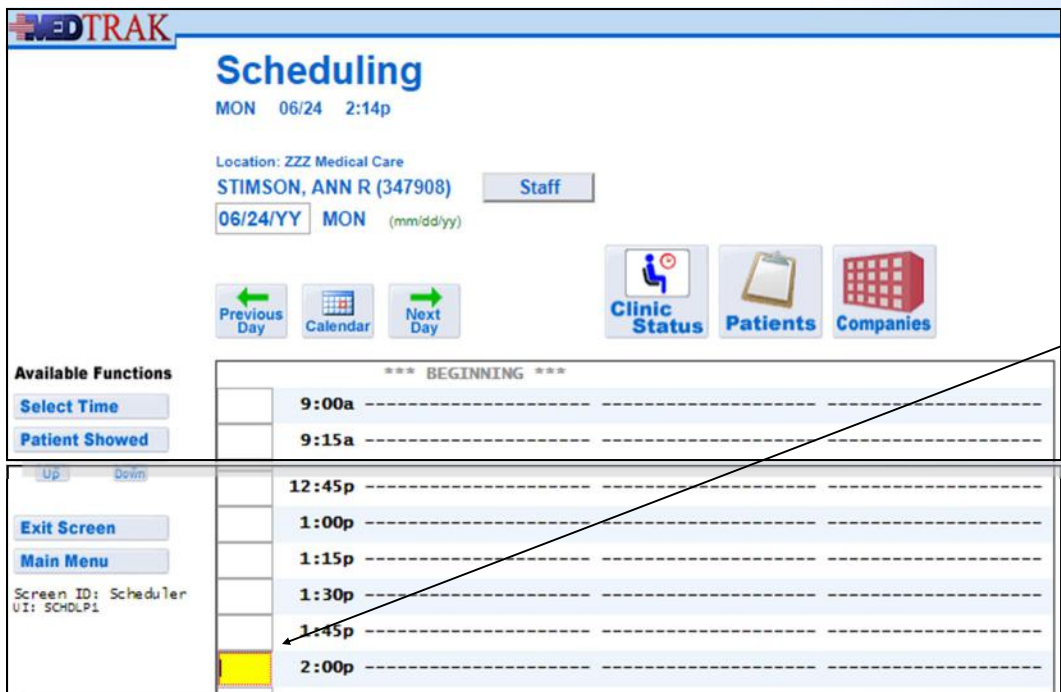 MEDTRAK
Scheduling
MON 06/24 2:14p
Location: ZZZ Medical Care
STIMSON, ANN R (347908) Staff
06/24/YY MON (mm/dd/yy)
Previous Day
Calendar
Next Day
Clinic Status
Patients
Companies
Available Functions
*** BEGINNING ***
Select Time
9:00a ---------------------- --------------------- ---------------------
Patient Showed
9:15a ---------------------- --------------------- ---------------------
Up Down
12:45p ---------------------- --------------------- ---------------------
Exit Screen
1:00p ---------------------- --------------------- ---------------------
Main Menu
1:15p ---------------------- --------------------- ---------------------
Screen ID: Scheduler
UI: SCHDLP1
1:30p ---------------------- --------------------- ---------------------
1:45p ---------------------- --------------------- ---------------------
2:00p ---------------------- --------------------- ---------------------